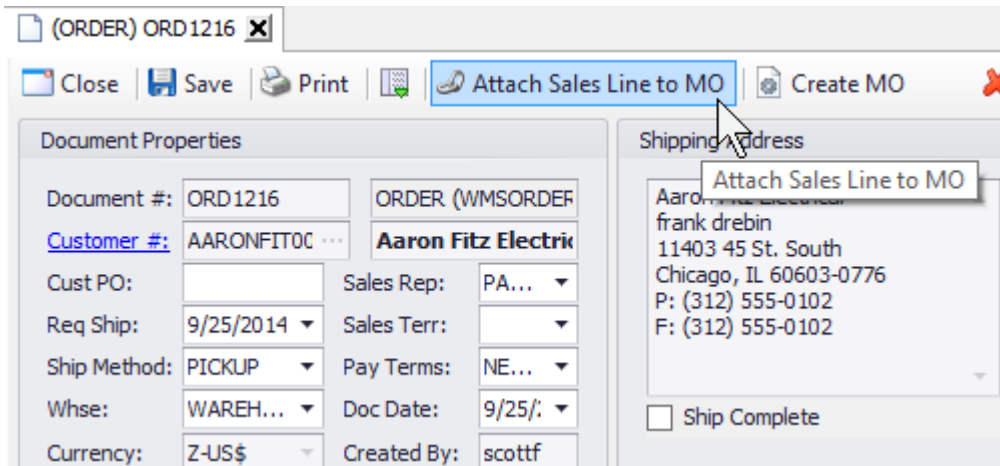 (ORDER) ORD1216
Close Save Print Attach Sales Line to MO Create MO
Document Properties
Document #: ORD1216 ORDER (WMSORDER
Customer #: AARONFIT00 ... Aaron Fitz Electric
Cust PO: Sales Rep: PA...
Req Ship: 9/25/2014 Sales Terr:
Ship Method: PICKUP Pay Terms: NE...
Whse: WAREH... Doc Date: 9/25/2
Currency: Z-US$ Created By: scottf
Shipping Address
Attach Sales Line to MO
Aaron Fitz Electrical
frank drebin
11403 45 St. South
Chicago, IL 60603-0776
P: (312) 555-0102
F: (312) 555-0102
Ship Complete